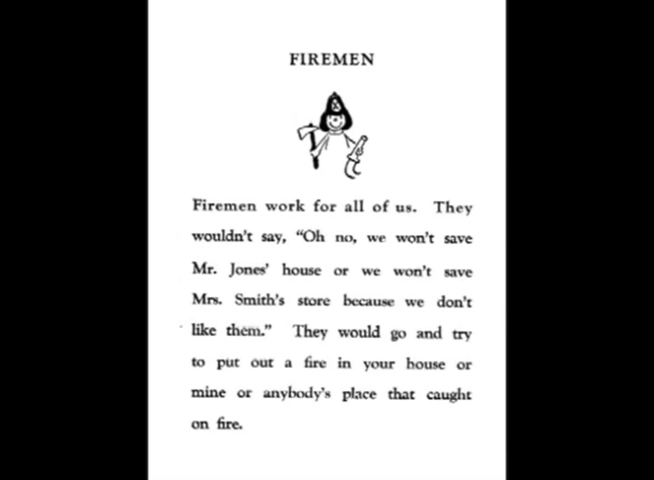 FIREMEN
Firemen work for all of us. They
wouldn't say, "Oh no, we won't save
Mr. Jones' house or we won't save
Mrs. Smith's store because we don't
like them." They would go and try
to put out a fire in your house or
mine or anybody's place that caught
on fire.